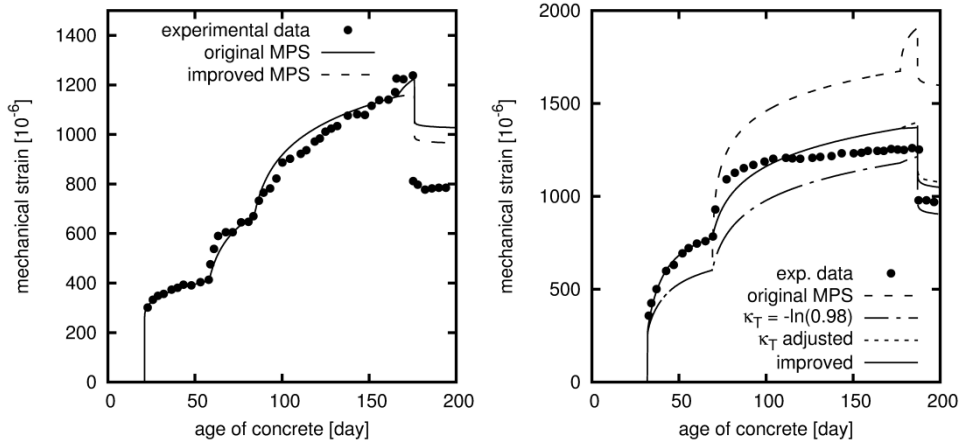 1400
1200
1000
800
600
400
200
0
mechanical strain [10-6]
experimental data
original MPS
improved MPS
0 50 100 150 200
age of concrete [day]
2000
1500
1000
500
0
mechanical strain [10-6]
exp. data
original MPS
κT = -ln(0.98)
κT adjusted
improved
0 50 100 150 200
age of concrete [day]